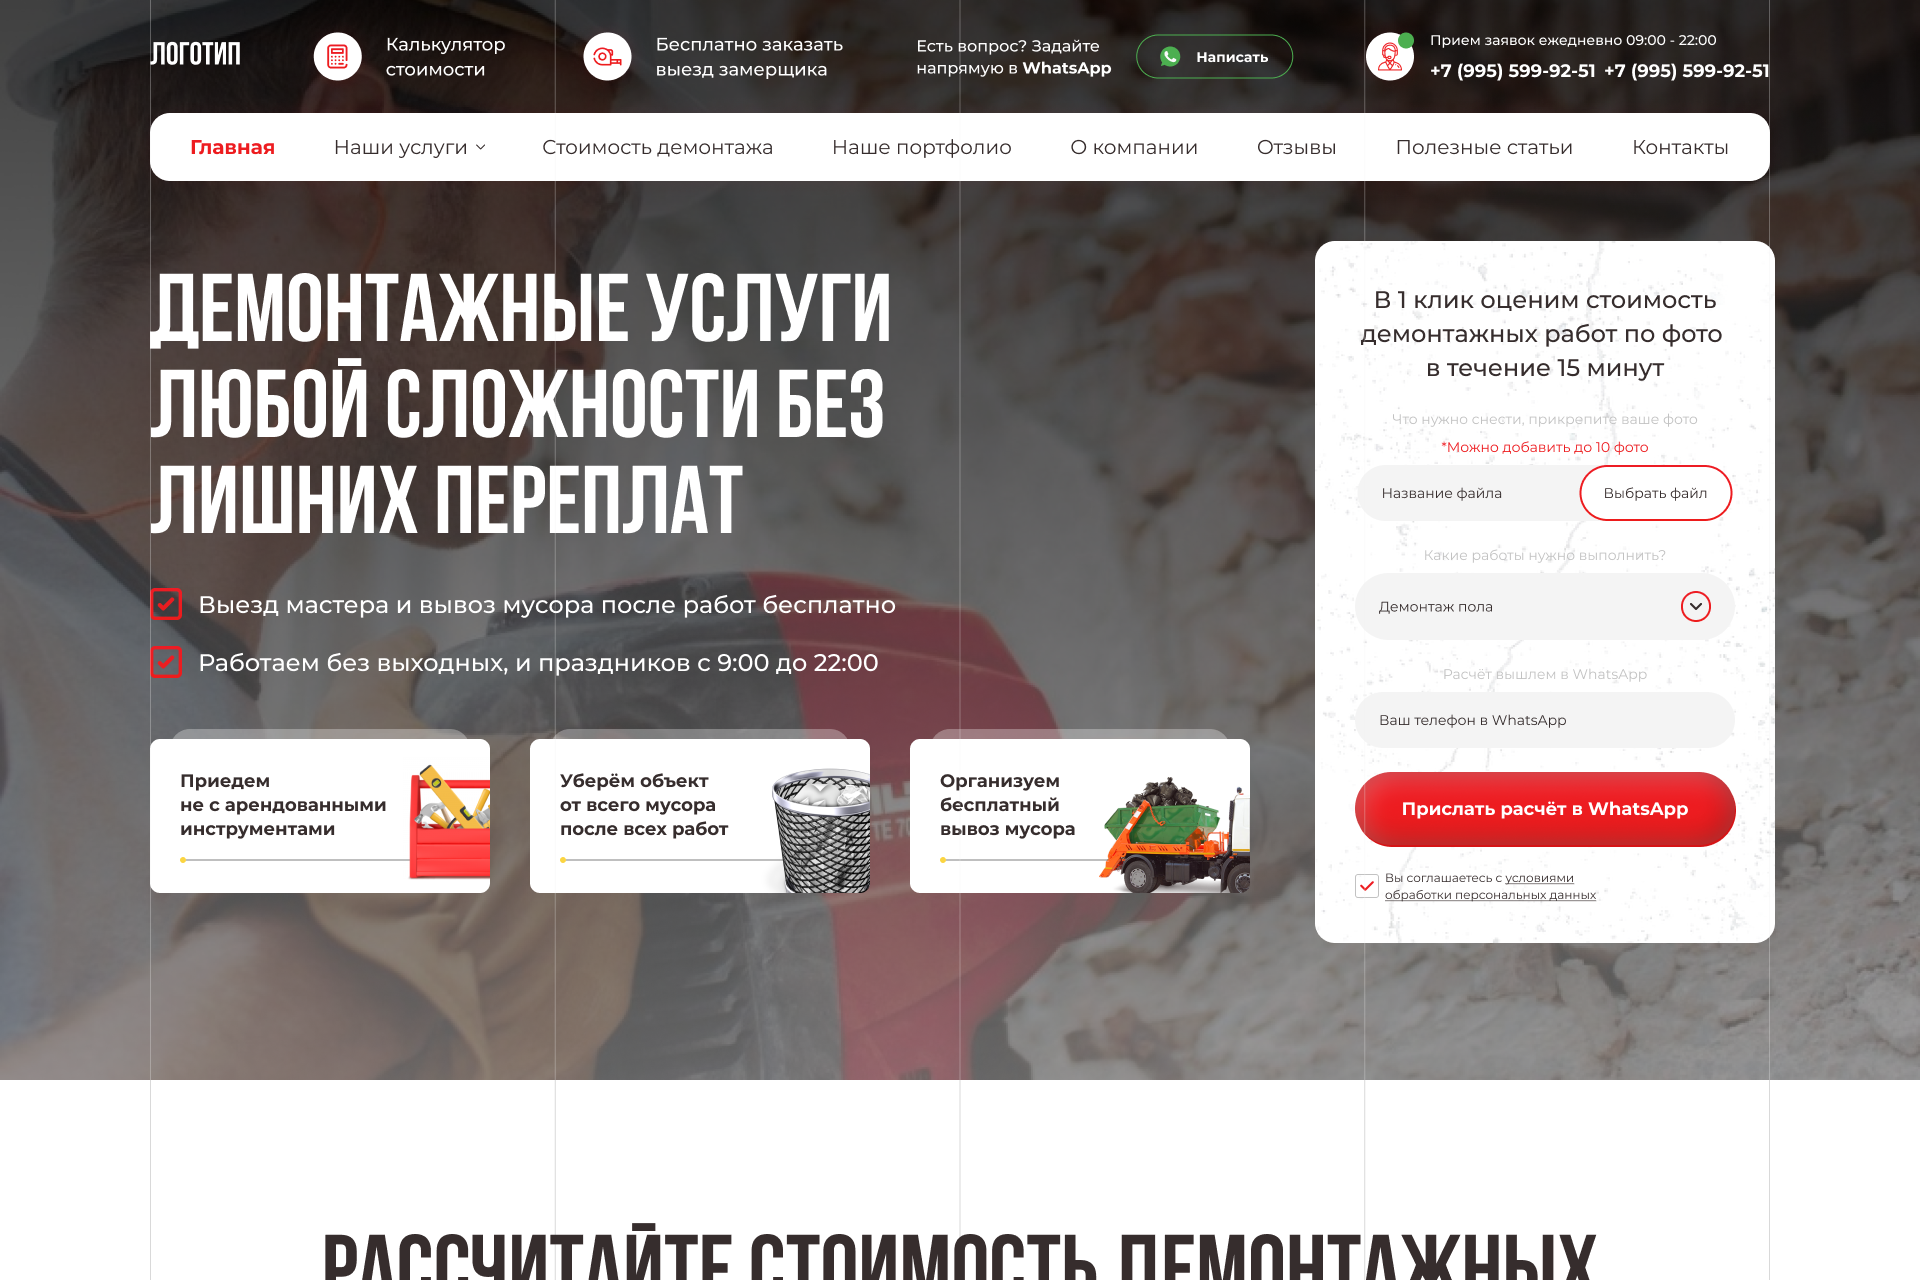 ЛОГОТИП
Калькулятор
стоимости
Бесплатно заказать
выезд замерщика
Есть вопрос? Задайте
напрямую в WhatsApp
Написать
Прием заявок ежедневно 09:00 - 22:00
+7 (995) 599-92-51 +7 (995) 599-92-51
Главная
Наши услуги
Стоимость демонтажа
Наше портфолио
О компании
Отзывы
Полезные статьи
Контакты
ДЕМОНТАЖНЫЕ УСЛУГИ
ЛЮБОЙ СЛОЖНОСТИ БЕЗ
ЛИШНИХ ПЕРЕПЛАТ
Выезд мастера и вывоз мусора после работ бесплатно
Работаем без выходных, и праздников с 9:00 до 22:00
Приедем
не с арендованными
инструментами
Уберём объект
от всего мусора
после всех работ
Организуем
бесплатный
вывоз мусора
В 1 клик оценим стоимость
демонтажных работ по фото
в течение 15 минут
Что нужно снести, прикрепите ваше фото
*Можно добавить до 10 фото
Название файла
Выбрать файл
Какие работы нужно выполнить?
Демонтаж пола
Расчёт вышлем в WhatsApp
Ваш телефон в WhatsApp
Прислать расчёт в WhatsApp
Вы соглашаетесь с условиями
обработки персональных данных
РАССЧИТАЙТЕ СТОИМОСТЬ ДЕМОНТАЖНЫХ